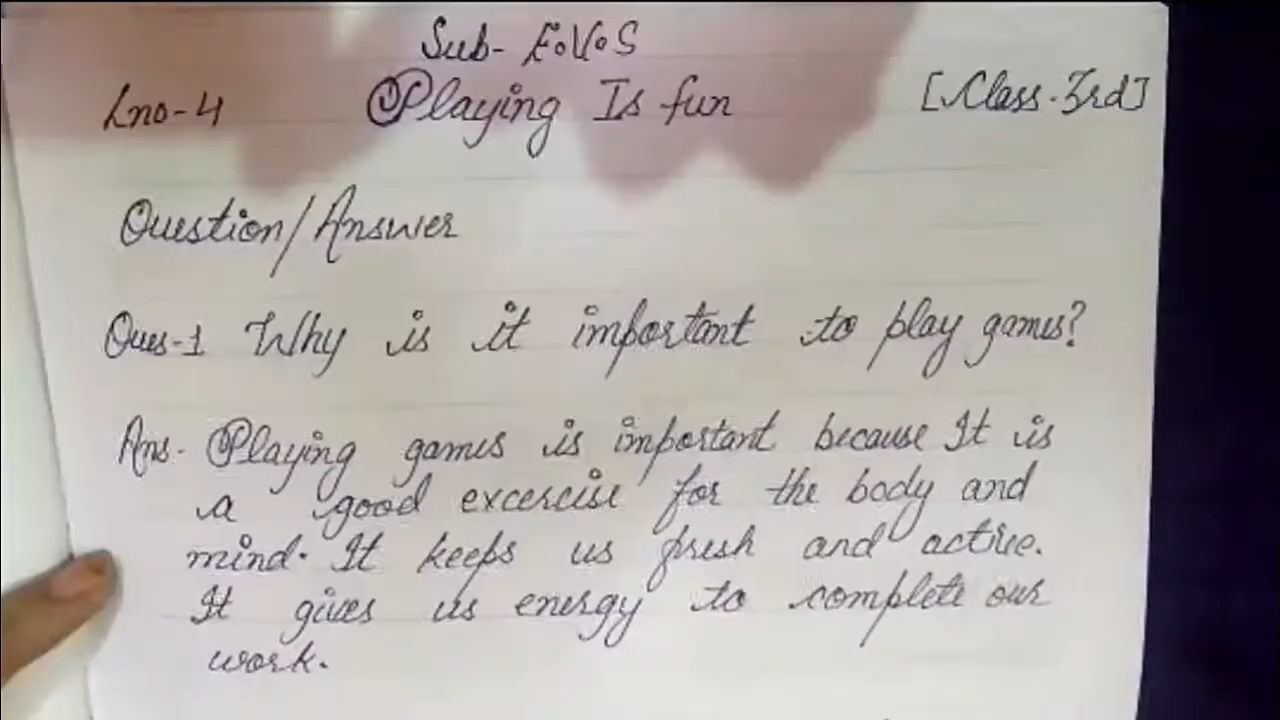 Sub- E.V.S
Lno-4 Playing Is fun [Class-3rd]
Question/Answer
Ques-1 Why is it important to play games?
Ans- Playing games is important because It is
a good excercise for the body and
mind. It keeps us fresh and active.
It gives us energy to complete our
work.